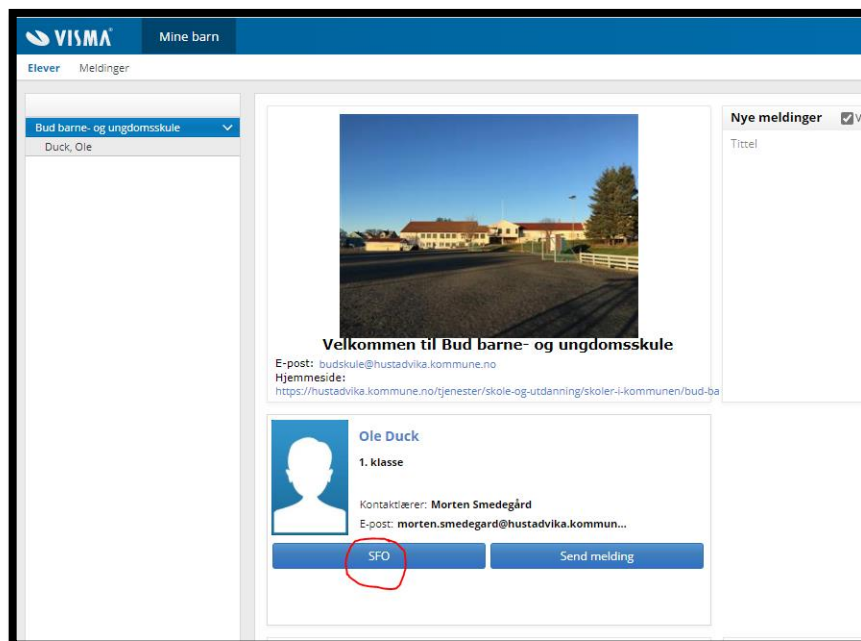 VISMA
Mine barn
Elever Meldinger
Bud barne- og ungdomsskule
Duck, Ole
Velkommen til Bud barne- og ungdomsskule
E-post: budskule@hustadvika.kommune.no
Hjemmeside:
https://hustadvika.kommune.no/tjenester/skole-og-utdanning/skoler-i-kommunen/bud-ba
Nye meldinger V
Tittel
Ole Duck
1. klasse
Kontaktlærer: Morten Smedegård
E-post: morten.smedegard@hustadvika.kommun...
SFO Send melding